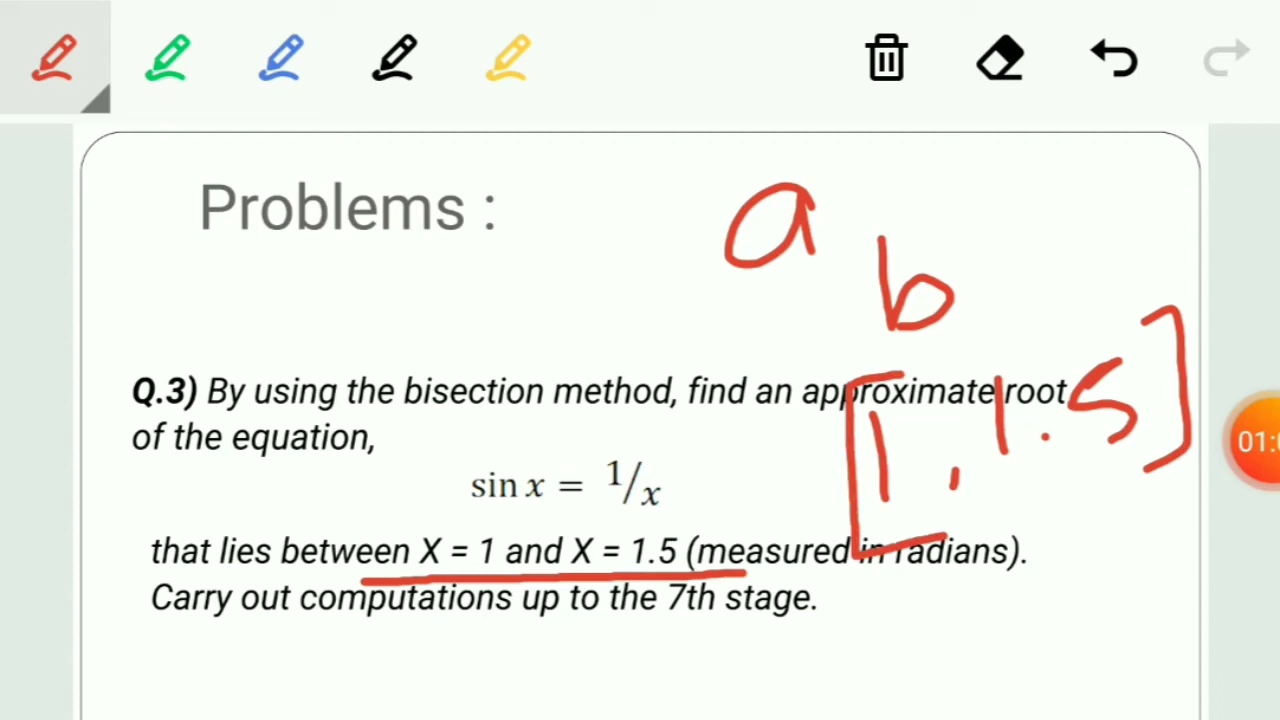 Problems :
a
b
Q.3) By using the bisection method, find an approximate root
of the equation,
[1, 1.5]
sin x = 1/x
that lies between X = 1 and X = 1.5 (measured in radians).
Carry out computations up to the 7th stage.